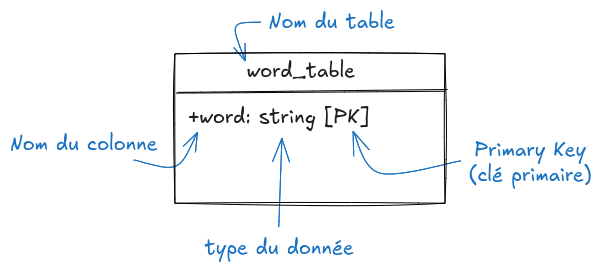 Nom du table
word_table
+word: string [PK]
Nom du colonne
Primary Key
(clé primaire)
type du donnée